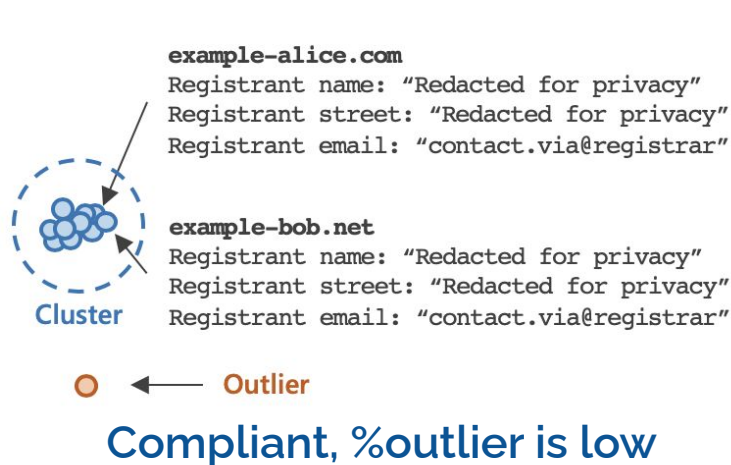 example-alice.com
Registrant name: “Redacted for privacy”
Registrant street: “Redacted for privacy”
Registrant email: “contact.via@registrar”
example-bob.net
Registrant name: “Redacted for privacy”
Registrant street: “Redacted for privacy”
Registrant email: “contact.via@registrar”
Cluster
Outlier
Compliant, %outlier is low